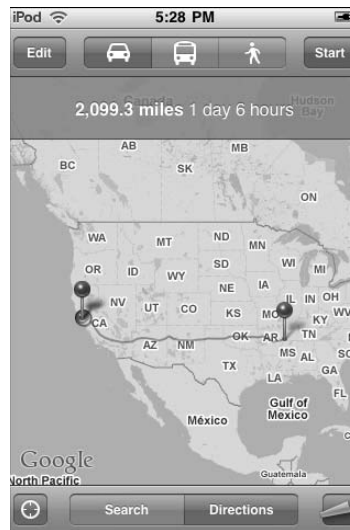 iPod 5:28 PM
Edit Start
Canada Hudson Bay
2,099.3 miles 1 day 6 hours
AB MB
BC SK
ON
WA MT ND MN
OR ID WY SD WI MI
NE IA
NV UT CO IL IN OH
CA KS MO KY WV
AZ NM OK AR TN
TX MS AL SC
LA GA
FL
Gulf of
México Mexico
Google
North Pacific Guatemala
Search Directions